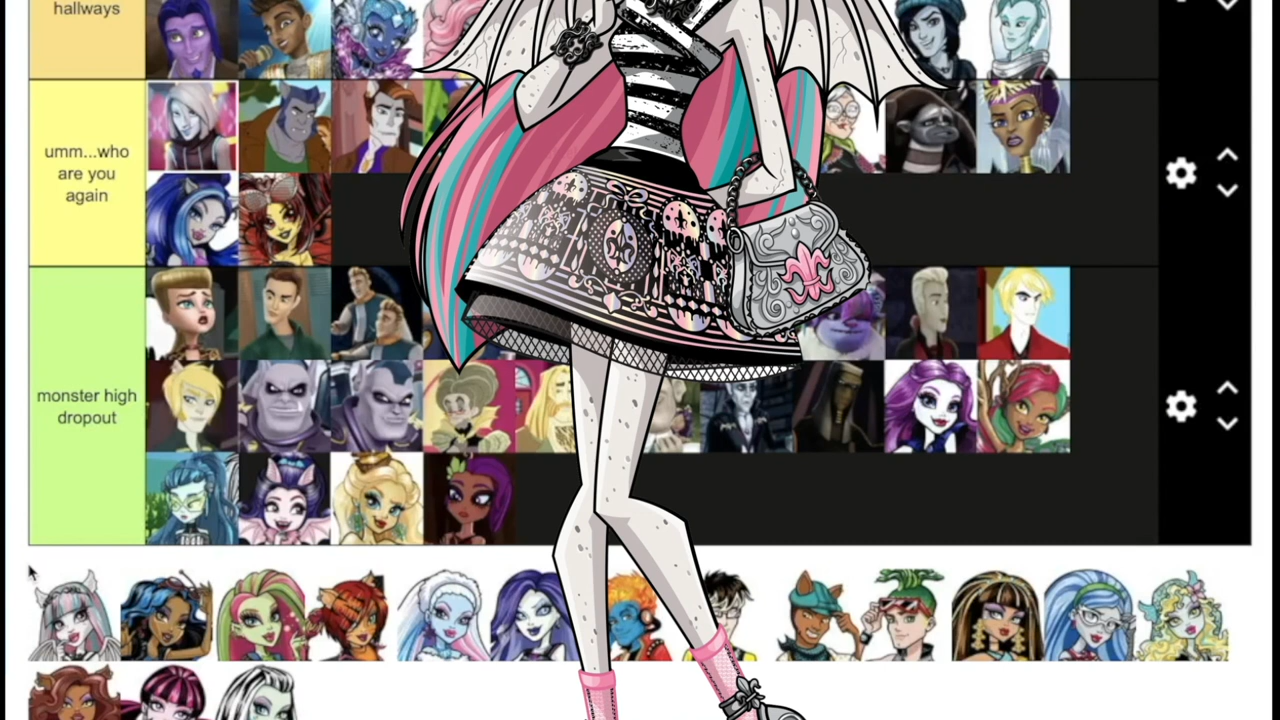 hallways
umm...who
are you
again
monster high
dropout